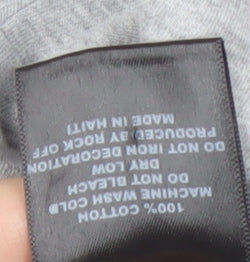 100% COTTON
MACHINE WASH COLD
DO NOT BLEACH
DRY LOW
DO NOT IRON DECORATION
PRODUCED BY ROCK OFF
MADE IN HAITI